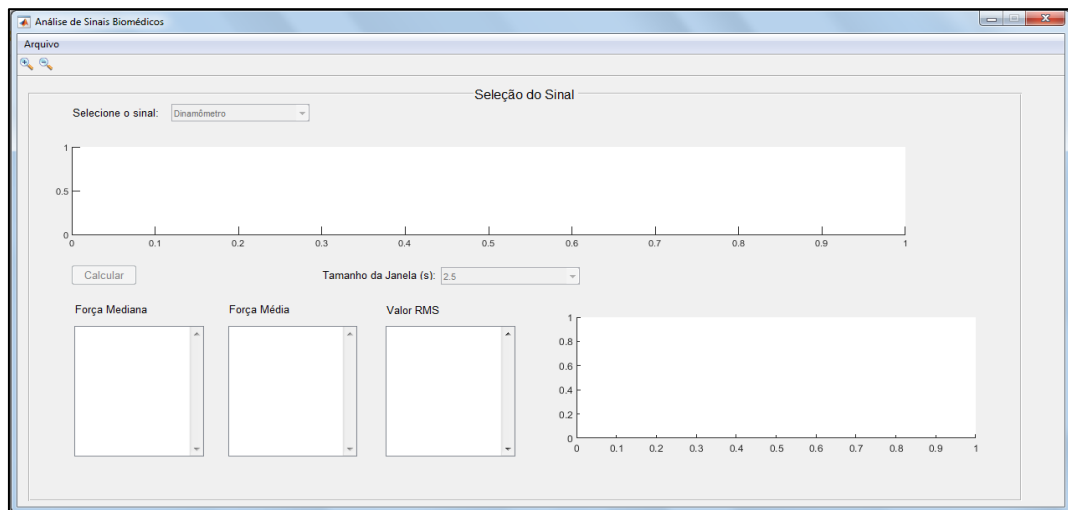 Análise de Sinais Biomédicos
Arquivo
Seleção do Sinal
Selecione o sinal: Dinamômetro
1
0.5
0
0 0.1 0.2 0.3 0.4 0.5 0.6 0.7 0.8 0.9 1
Calcular Tamanho da Janela (s): 2.5
Força Mediana Força Média Valor RMS
1
0.8
0.6
0.4
0.2
0
0 0.1 0.2 0.3 0.4 0.5 0.6 0.7 0.8 0.9 1